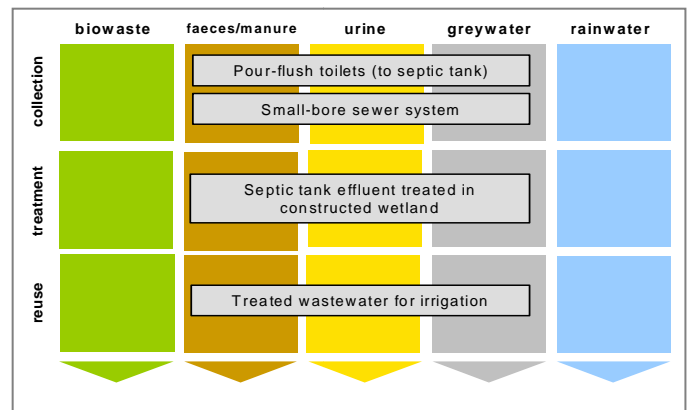 biowaste faeces/manure urine greywater rainwater
collection
Pour-flush toilets (to septic tank)
Small-bore sewer system
treatment
Septic tank effluent treated in
constructed wetland
reuse
Treated wastewater for irrigation